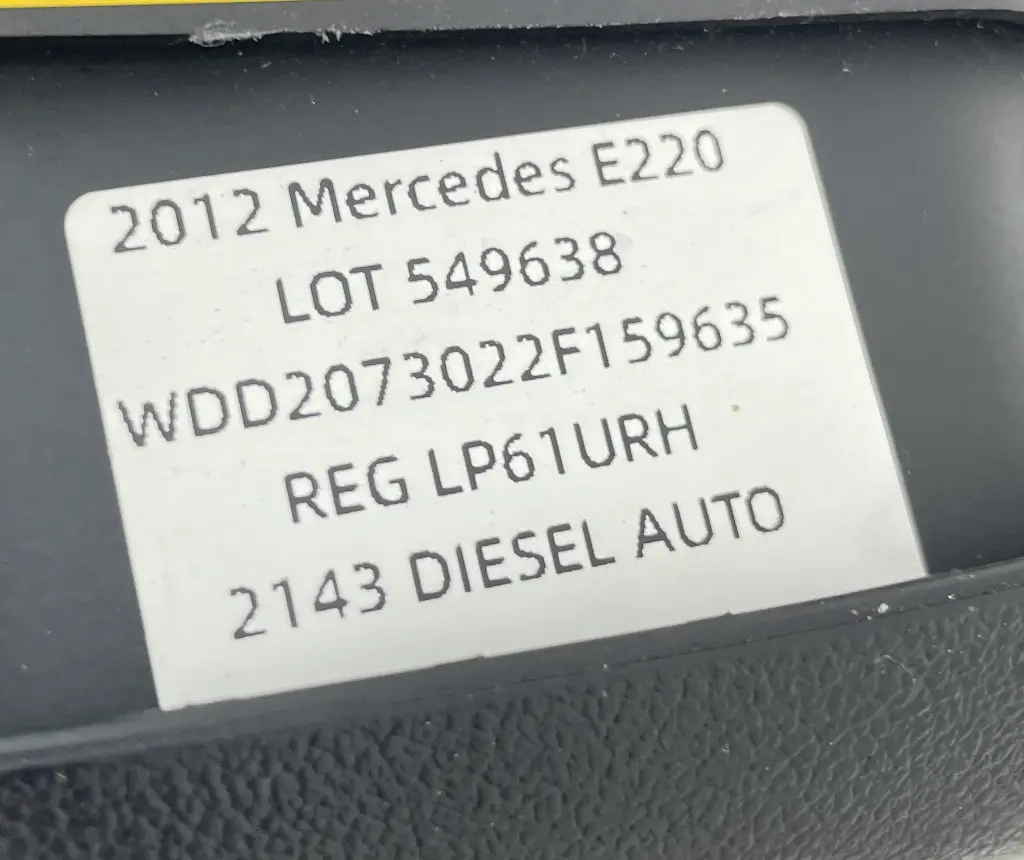 2012 Mercedes E220
LOT 549638
WDD2073022F159635
REG LP61URH
2143 DIESEL AUTO